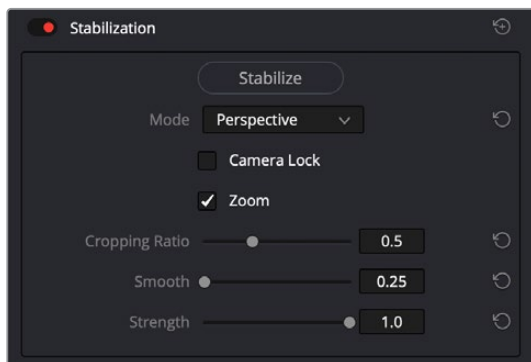 Stabilization
Stabilize
Mode Perspective
Camera Lock
Zoom
Cropping Ratio 0.5
Smooth 0.25
Strength 1.0